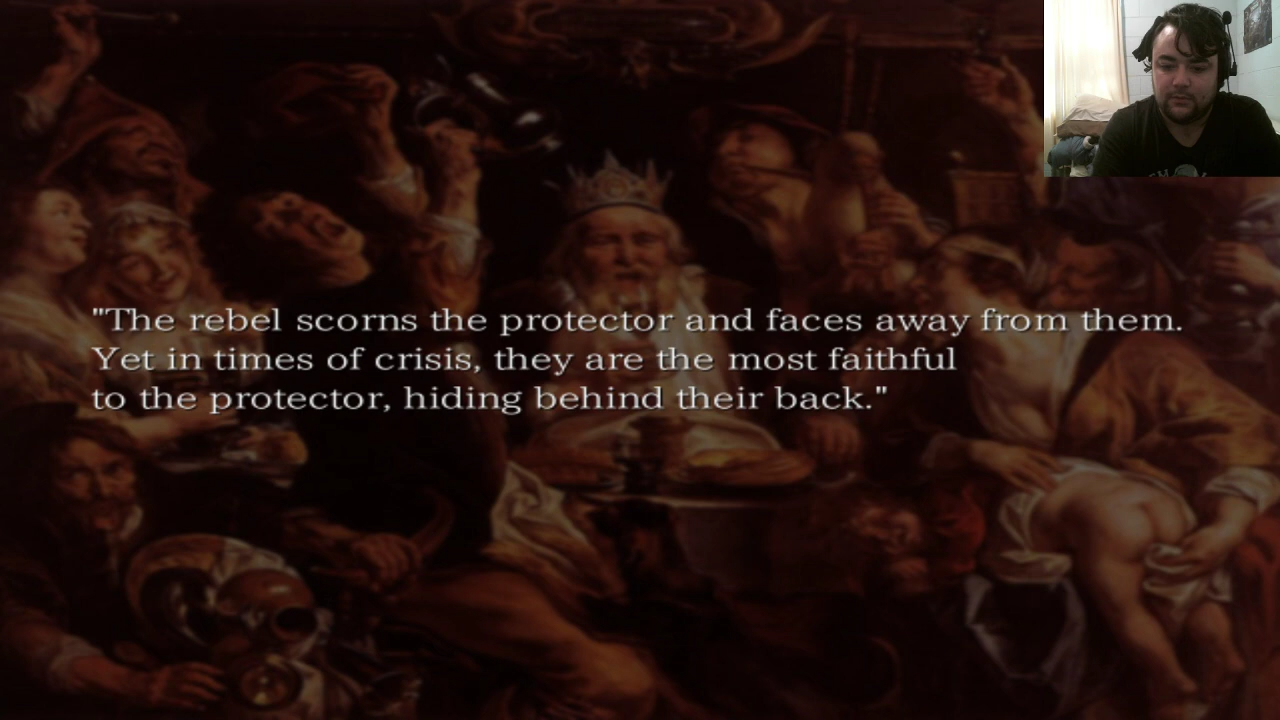 "The rebel scorns the protector and faces away from them.
Yet in times of crisis, they are the most faithful
to the protector, hiding behind their back."